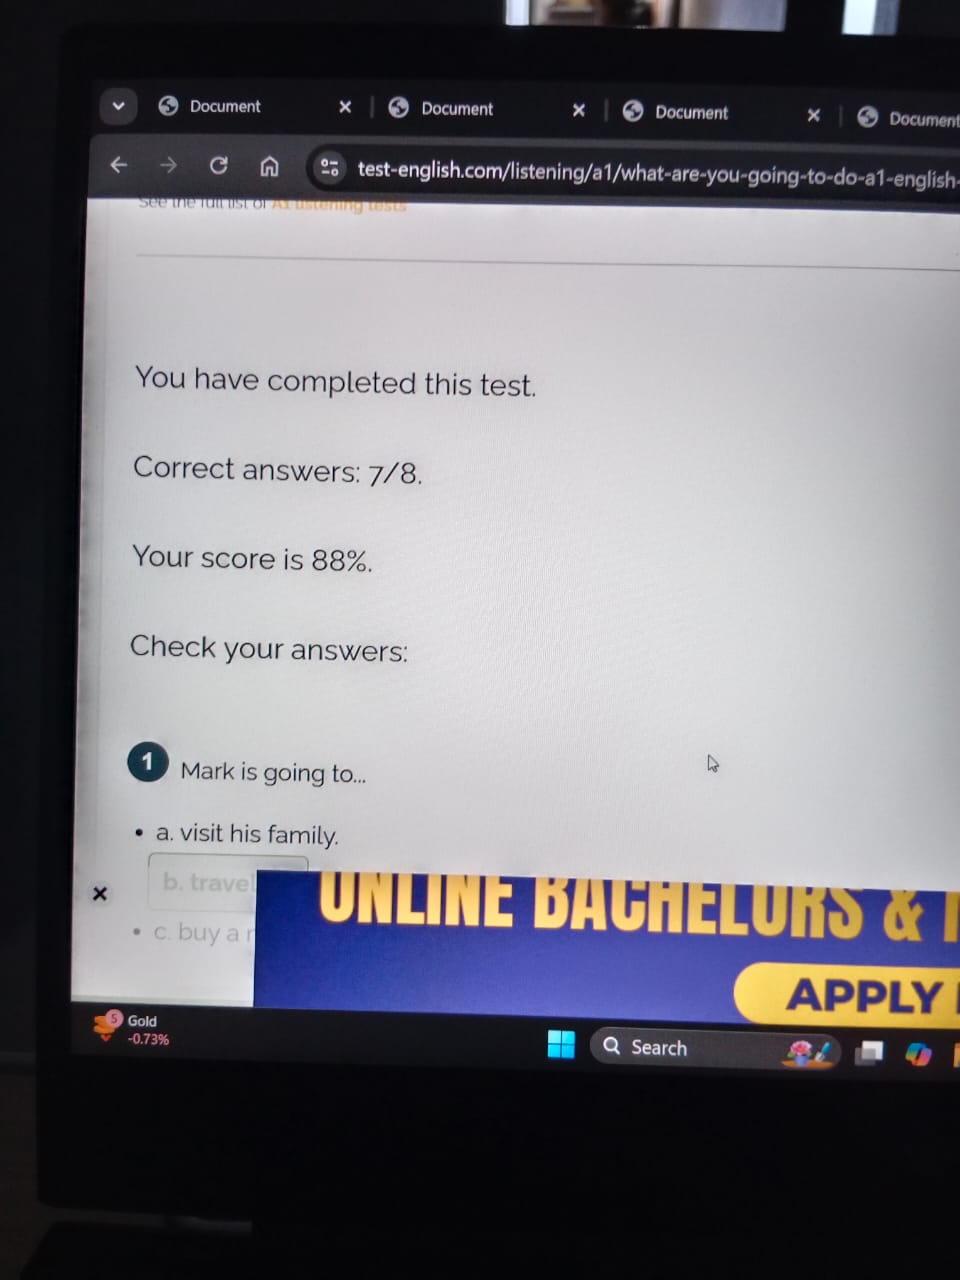 Document
Document
Document
Document
test-english.com/listening/a1/what-are-you-going-to-do-a1-english-
See the full list of A1 listening tests
You have completed this test.
Correct answers: 7/8.
Your score is 88%.
Check your answers:
1 Mark is going to...
• a. visit his family.
b. travel
• c. buy a
ONLINE BACHELORS &
APPLY
5
Gold
-0.73%
Search